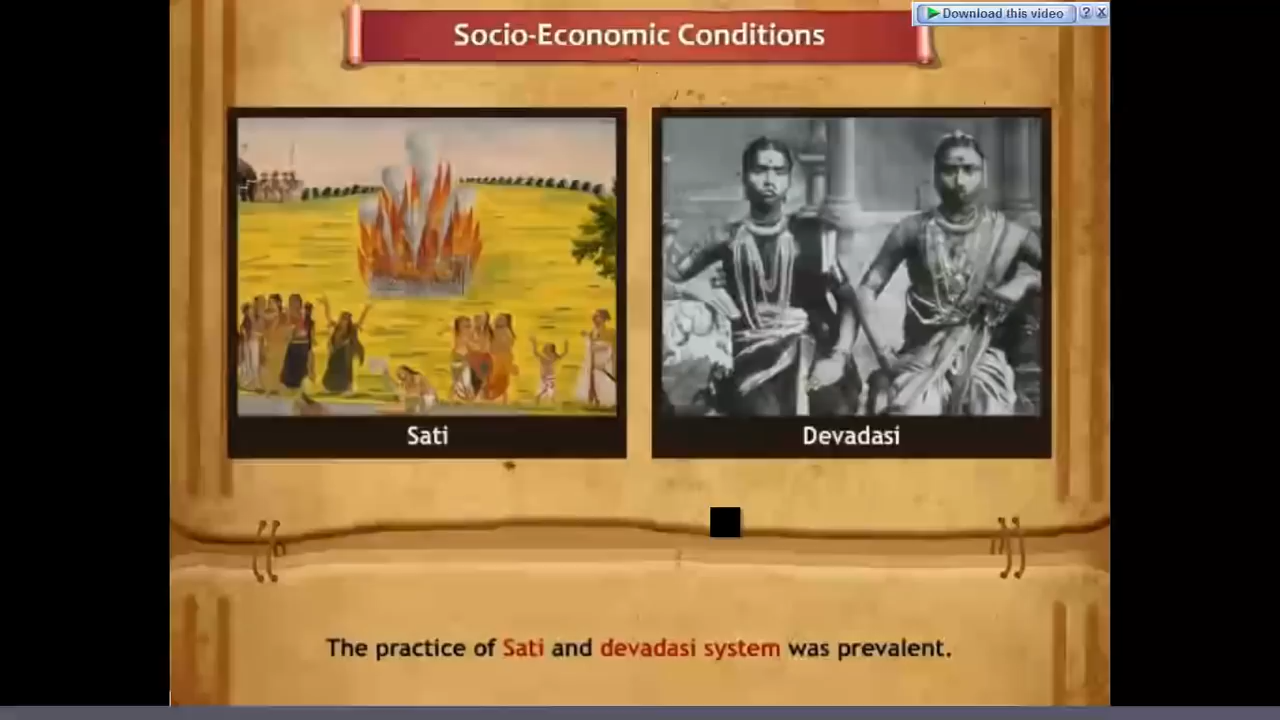 Socio-Economic Conditions
Download this video
? X
Sati
Devadasi
The practice of Sati and devadasi system was prevalent.